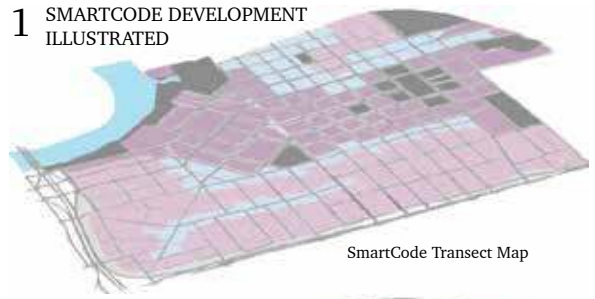 1 SMARTCODE DEVELOPMENT
ILLUSTRATED
SmartCode Transect Map